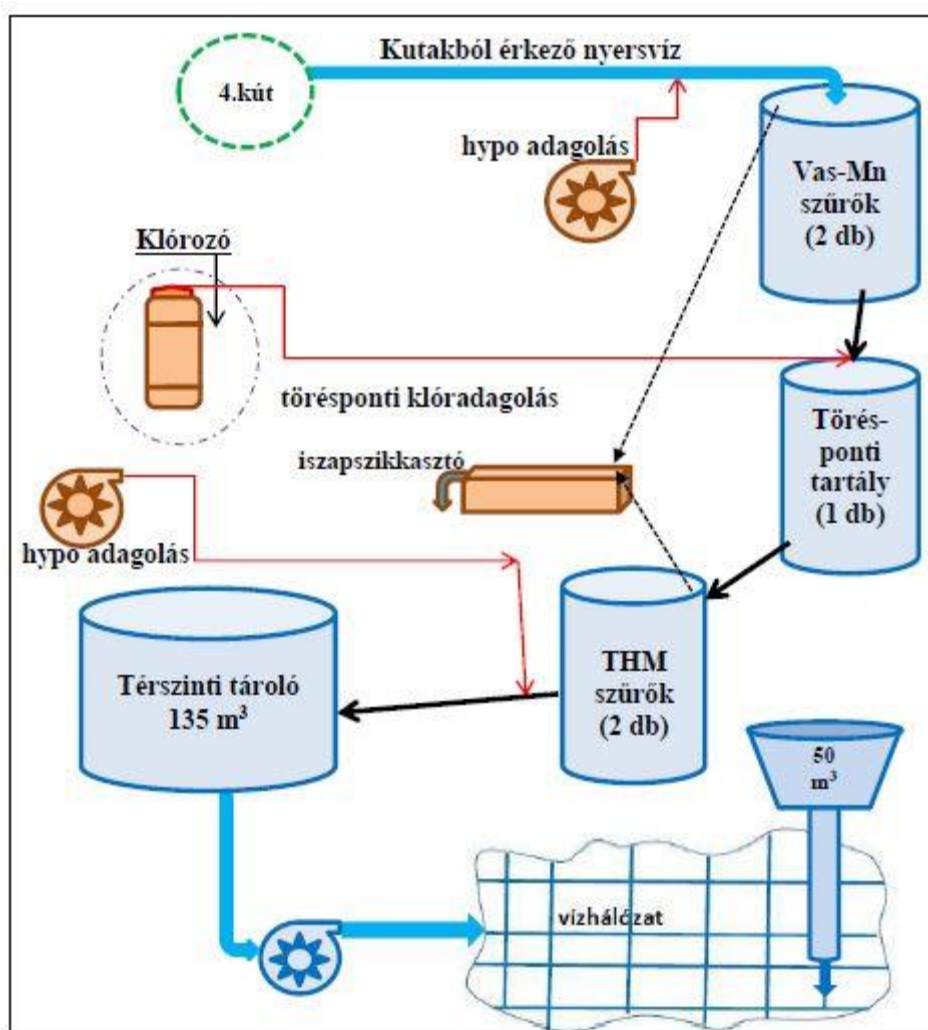 Kutakból érkező nyersvíz
4.kút
hypo adagolás
Vas-Mn
szűrők
(2 db)
Klórozó
törésponti klóradagolás
Törés-
ponti
tartály
(1 db)
iszapszikkasztó
hypo adagolás
THM
szűrők
(2 db)
Térszinti tároló
135 m³
50
m³
vízhálózat